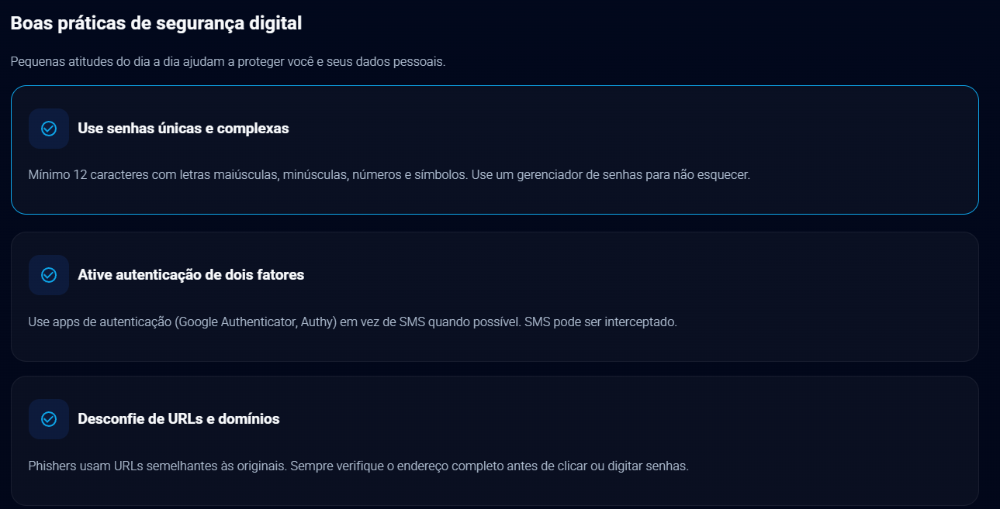 Boas práticas de segurança digital
Pequenas atitudes do dia a dia ajudam a proteger você e seus dados pessoais.
Use senhas únicas e complexas
Mínimo 12 caracteres com letras maiúsculas, minúsculas, números e símbolos. Use um gerenciador de senhas para não esquecer.
Ative autenticação de dois fatores
Use apps de autenticação (Google Authenticator, Authy) em vez de SMS quando possível. SMS pode ser interceptado.
Desconfie de URLs e domínios
Phishers usam URLs semelhantes às originais. Sempre verifique o endereço completo antes de clicar ou digitar senhas.